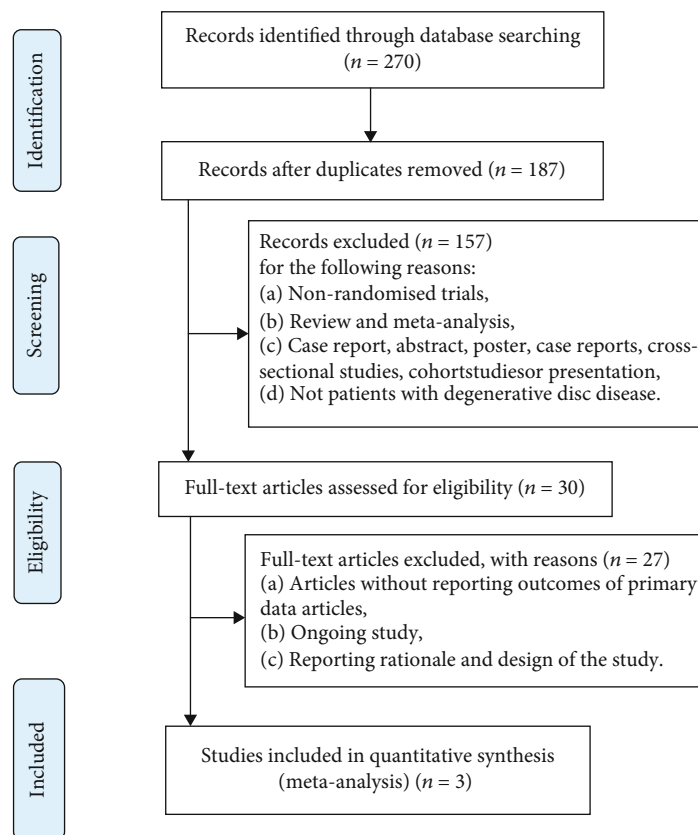 Identification
Records identified through database searching
(n = 270)
Records after duplicates removed (n = 187)
Screening
Records excluded (n = 157)
for the following reasons:
(a) Non-randomised trials,
(b) Review and meta-analysis,
(c) Case report, abstract, poster, case reports, cross-
sectional studies, cohortstudiesor presentation,
(d) Not patients with degenerative disc disease.
Eligibility
Full-text articles assessed for eligibility (n = 30)
Full-text articles excluded, with reasons (n = 27)
(a) Articles without reporting outcomes of primary
data articles,
(b) Ongoing study,
(c) Reporting rationale and design of the study.
Included
Studies included in quantitative synthesis
(meta-analysis) (n = 3)